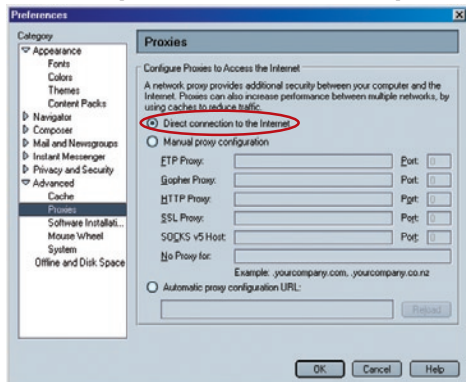 Preferences
Category
Appearance
Fonts
Colors
Themes
Content Packs
Navigator
Composer
Mail and Newsgroups
Instant Messenger
Privacy and Security
Advanced
Cache
Proxies
Software Installati...
Mouse Wheel
System
Offline and Disk Space
Proxies
Configure Proxies to Access the Internet
A network proxy provides additional security between your computer and the
Internet. Proxies can also increase performance between multiple networks, by
using caches to reduce traffic.
Direct connection to the Internet
Manual proxy configuration
FTP Proxy: Port: 0
Gopher Proxy: Port: 0
HTTP Proxy: Port: 0
SSL Proxy: Port: 0
SOCKS v5 Host: Port: 0
No Proxy for:
Example: .yourcompany.com, .yourcompany.co.nz
Automatic proxy configuration URL:
Reload
OK Cancel Help